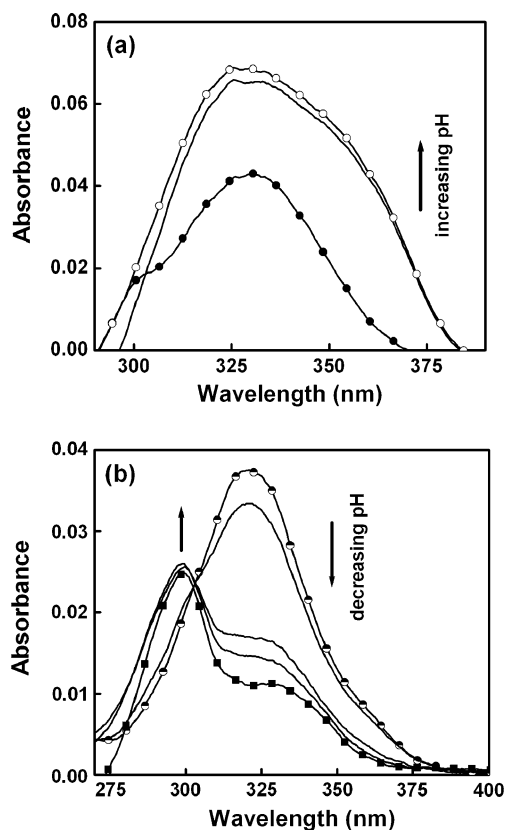 (a)
0.08
0.06
0.04
0.02
0.00
Absorbance
increasing pH
300 325 350 375
Wavelength (nm)
(b)
0.04
0.03
0.02
0.01
0.00
Absorbance
decreasing pH
275 300 325 350 375 400
Wavelength (nm)